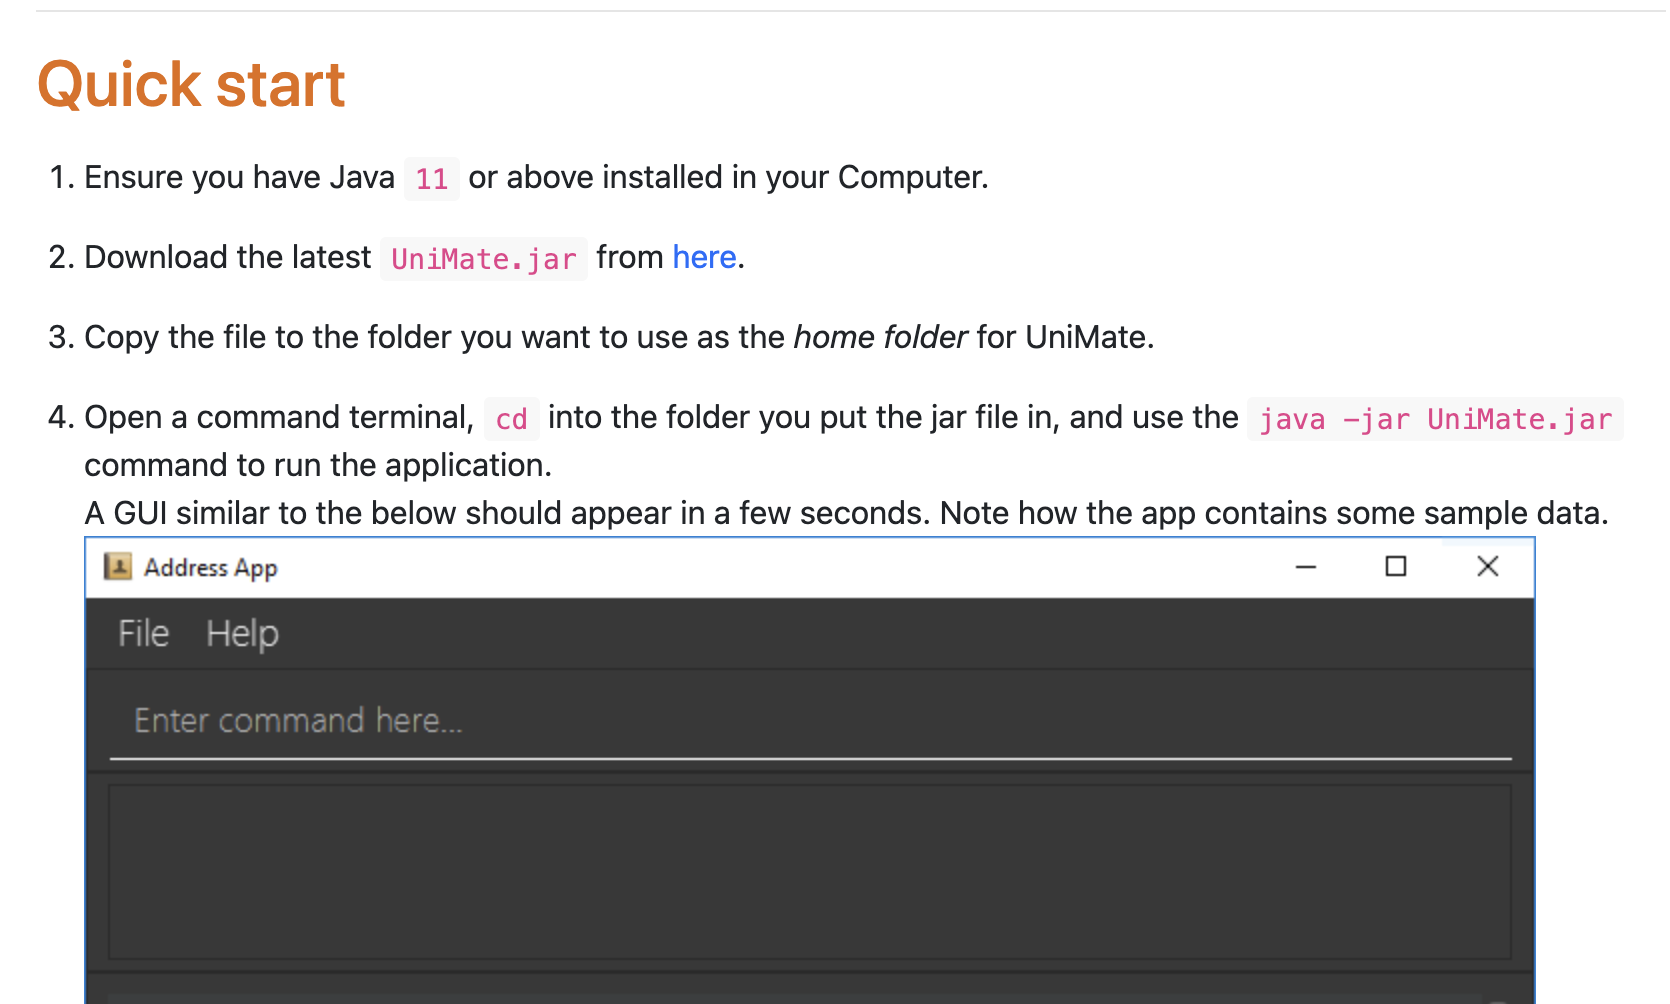 Quick start
1. Ensure you have Java 11 or above installed in your Computer.
2. Download the latest UniMate.jar from here.
3. Copy the file to the folder you want to use as the home folder for UniMate.
4. Open a command terminal, cd into the folder you put the jar file in, and use the java -jar UniMate.jar
command to run the application.
A GUI similar to the below should appear in a few seconds. Note how the app contains some sample data.
Address App
File Help
Enter command here...